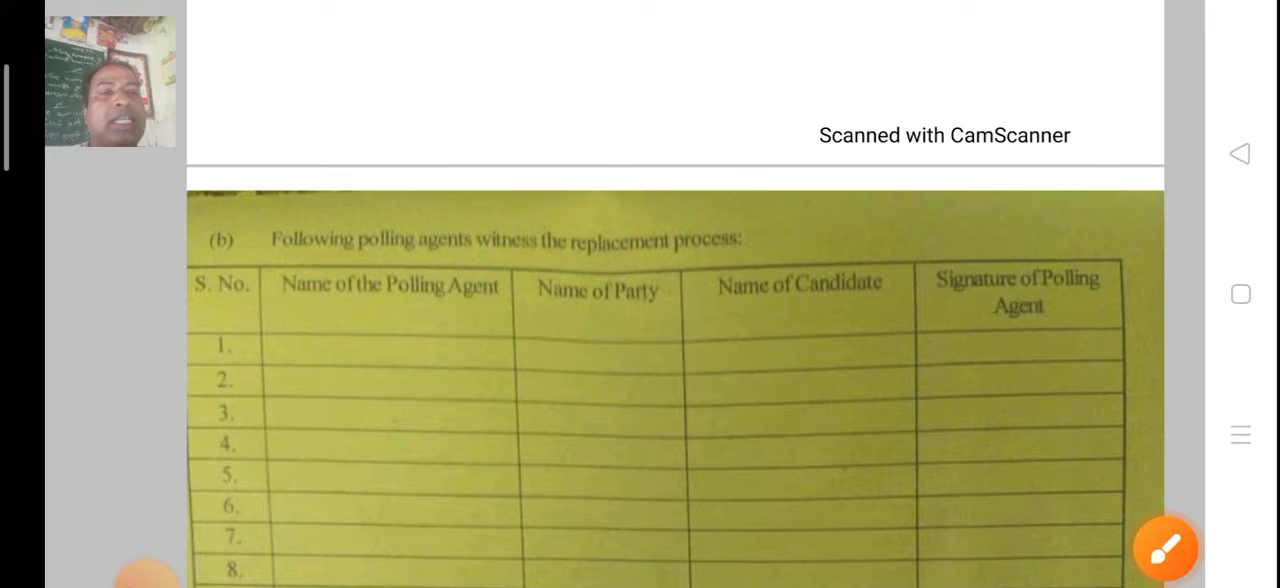 Scanned with CamScanner
(b) Following polling agents witness the replacement process:
S. No. Name of the Polling Agent Name of Party Name of Candidate Signature of Polling Agent
1.
2.
3.
4.
5.
6.
7.
8.